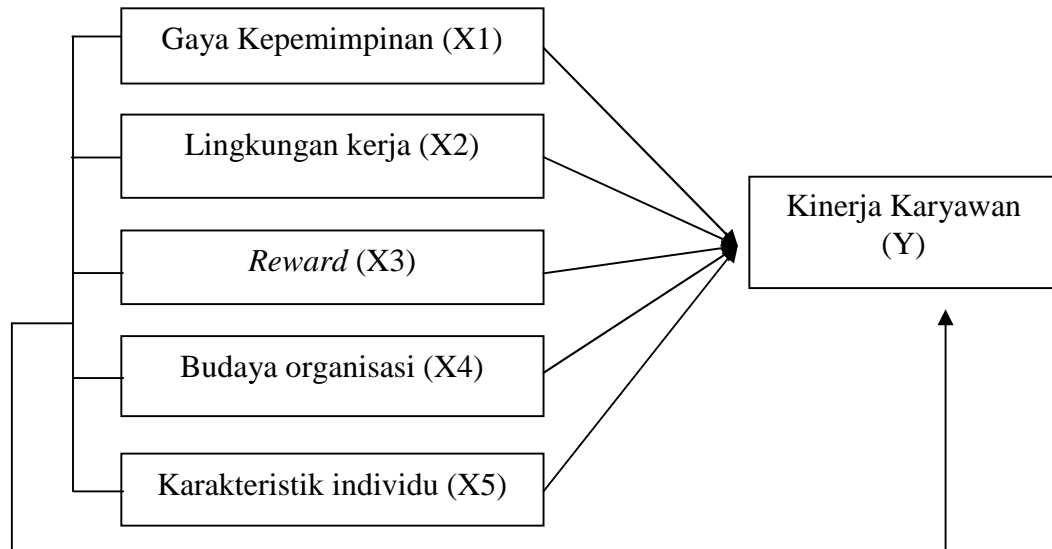 Gaya Kepemimpinan (X1)
Lingkungan kerja (X2)
Reward (X3)
Budaya organisasi (X4)
Karakteristik individu (X5)
Kinerja Karyawan
(Y)